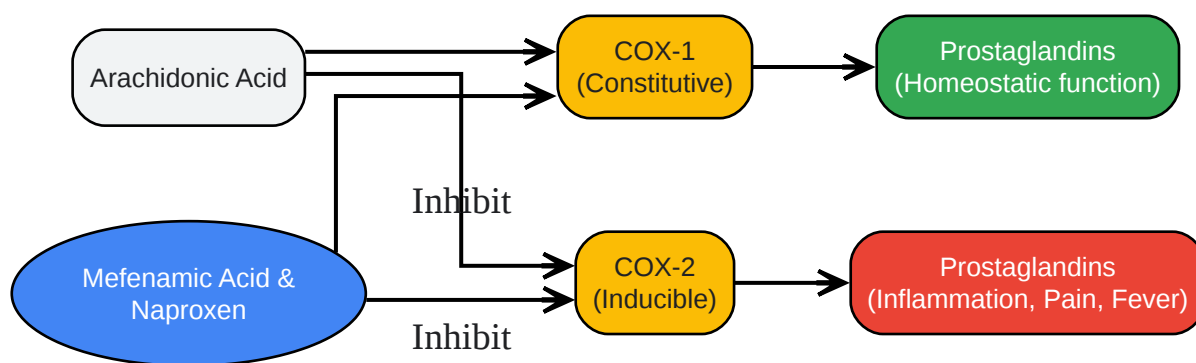 Arachidonic Acid
COX-1
(Constitutive)
Prostaglandins
(Homeostatic function)
Inhibit
Mefenamic Acid &
Naproxen
COX-2
(Inducible)
Prostaglandins
(Inflammation, Pain, Fever)
Inhibit